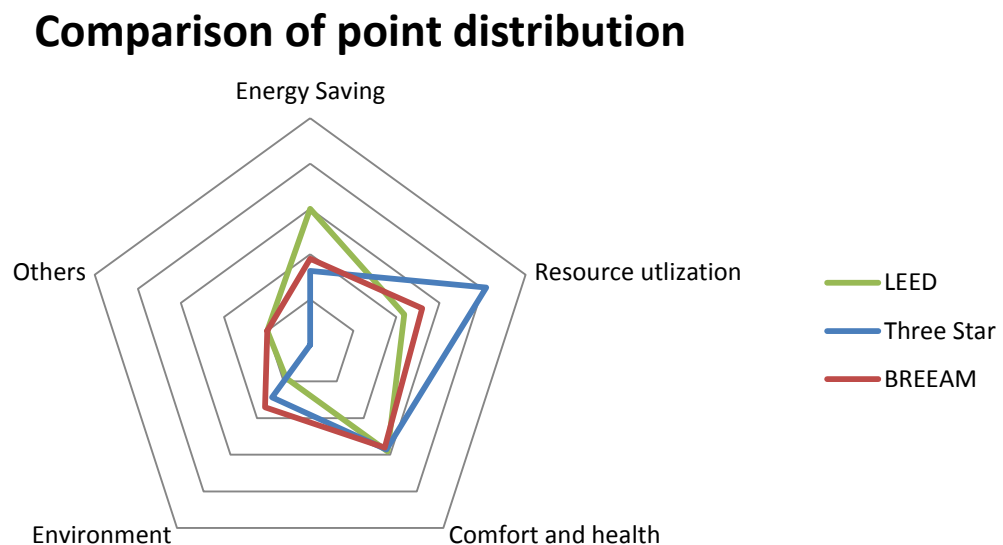 Comparison of point distribution
Energy Saving
Others
Resource utlization
LEED
Three Star
BREEAM
Environment
Comfort and health